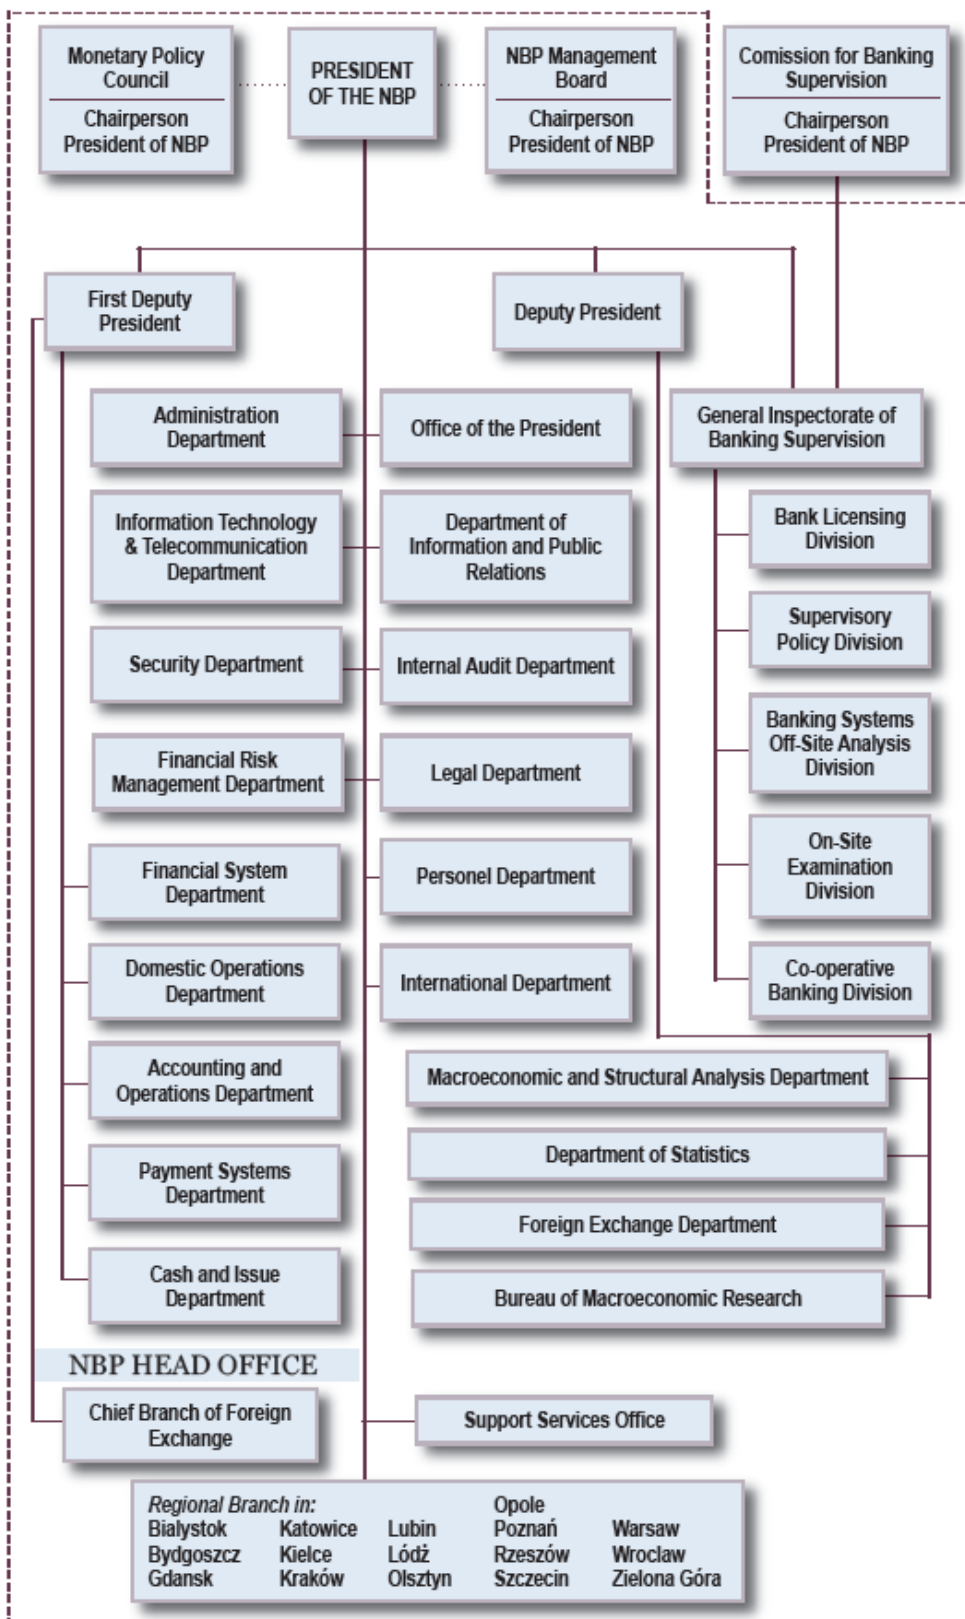 Monetary Policy
Council
Chairperson
President of NBP
PRESIDENT
OF THE NBP
NBP Management
Board
Chairperson
President of NBP
Comission for Banking
Supervision
Chairperson
President of NBP
First Deputy
President
Deputy President
Administration
Department
Office of the President
General Inspectorate of
Banking Supervision
Information Technology
& Telecommunication
Department
Department of
Information and Public
Relations
Bank Licensing
Division
Security Department
Internal Audit Department
Supervisory
Policy Division
Financial Risk
Management Department
Legal Department
Banking Systems
Off-Site Analysis
Division
Financial System
Department
Personel Department
On-Site
Examination
Division
Domestic Operations
Department
International Department
Co-operative
Banking Division
Accounting and
Operations Department
Macroeconomic and Structural Analysis Department
Payment Systems
Department
Department of Statistics
Foreign Exchange Department
Cash and Issue
Department
Bureau of Macroeconomic Research
NBP HEAD OFFICE
Chief Branch of Foreign
Exchange
Support Services Office
Regional Branch in: Opole
Bialystok Katowice Lubin Poznań Warsaw
Bydgoszcz Kielce Lódż Rzeszów Wroclaw
Gdansk Kraków Olsztyn Szczecin Zielona Góra